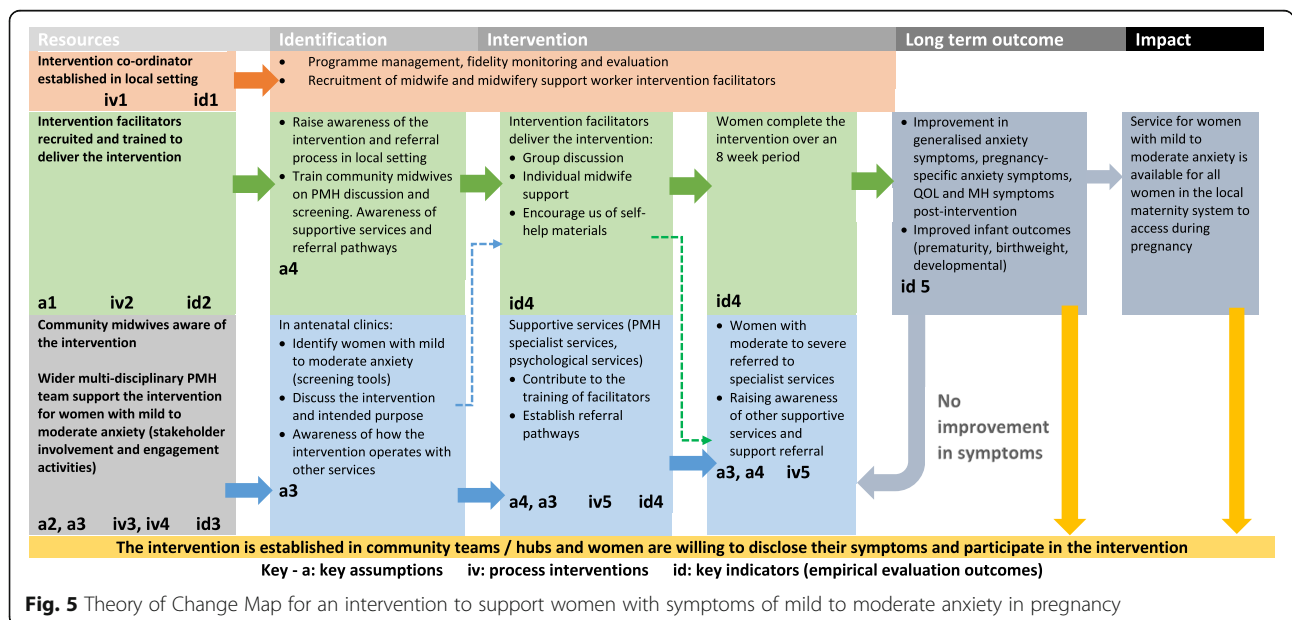 Resources
Identification
Intervention
Long term outcome
Impact
Intervention co-ordinator
established in local setting
iv1 id1
• Programme management, fidelity monitoring and evaluation
• Recruitment of midwife and midwifery support worker intervention facilitators
Intervention facilitators
recruited and trained to
deliver the intervention
a1 iv2 id2
• Raise awareness of the
intervention and referral
process in local setting
• Train community midwives
on PMH discussion and
screening. Awareness of
supportive services and
referral pathways
a4
Intervention facilitators
deliver the intervention:
• Group discussion
• Individual midwife
support
• Encourage us of self-
help materials
id4
Women complete the
intervention over an
8 week period
id4
• Improvement in
generalised anxiety
symptoms, pregnancy-
specific anxiety symptoms,
QOL and MH symptoms
post-intervention
• Improved infant outcomes
(prematurity, birthweight,
developmental)
id 5
Service for women
with mild to
moderate anxiety is
available for all
women in the local
maternity system to
access during
pregnancy
Community midwives aware of
the intervention
Wider multi-disciplinary PMH
team support the intervention
for women with mild to
moderate anxiety (stakeholder
involvement and engagement
activities)
a2, a3 iv3, iv4 id3
In antenatal clinics:
• Identify women with mild
to moderate anxiety
(screening tools)
• Discuss the intervention
and intended purpose
• Awareness of how the
intervention operates with
other services
a3
Supportive services (PMH
specialist services,
psychological services)
• Contribute to the
training of facilitators
• Establish referral
pathways
a4, a3 iv5 id4
• Women with
moderate to severe
referred to
specialist services
• Raising awareness
of other supportive
services and
support referral
a3, a4 iv5
No
improvement
in symptoms
The intervention is established in community teams / hubs and women are willing to disclose their symptoms and participate in the intervention
Key - a: key assumptions iv: process interventions id: key indicators (empirical evaluation outcomes)
Fig. 5 Theory of Change Map for an intervention to support women with symptoms of mild to moderate anxiety in pregnancy